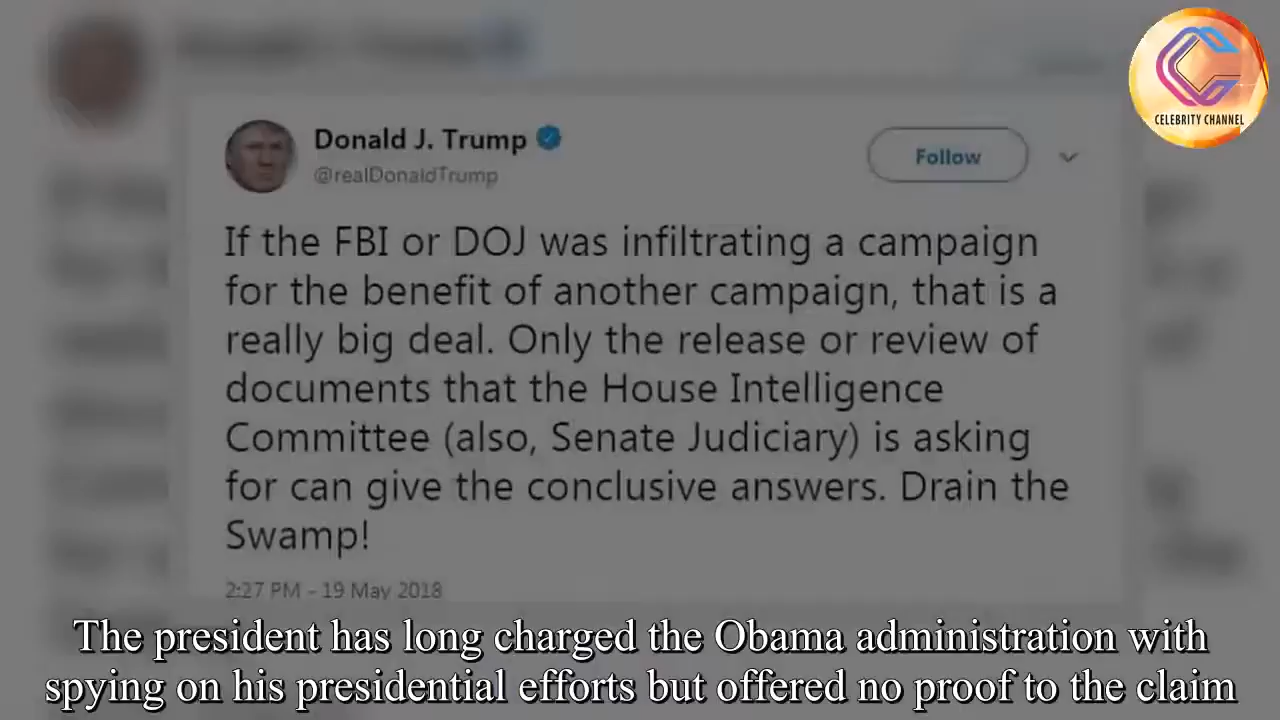 CELEBRITY CHANNEL
Donald J. Trump
@realDonaldTrump
Follow
If the FBI or DOJ was infiltrating a campaign
for the benefit of another campaign, that is a
really big deal. Only the release or review of
documents that the House Intelligence
Committee (also, Senate Judiciary) is asking
for can give the conclusive answers. Drain the
Swamp!
2:27 PM - 19 May 2018
The president has long charged the Obama administration with
spying on his presidential efforts but offered no proof to the claim